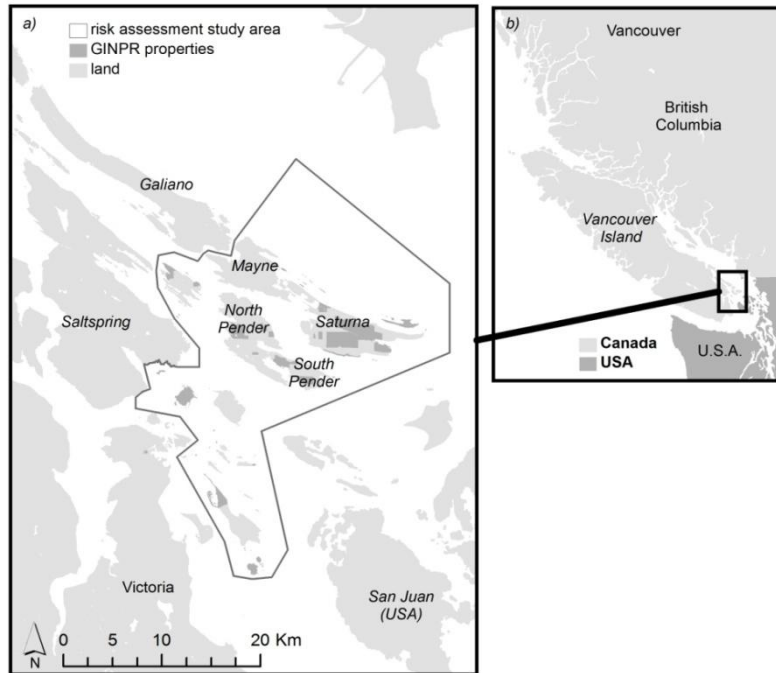 a)
risk assessment study area
GINPR properties
land
Galiano
Mayne
North
Pender
Saturna
Saltspring
South
Pender
Victoria
San Juan
(USA)
N
0 5 10 20 Km
b)
Vancouver
British
Columbia
Vancouver
Island
Canada
USA
U.S.A.